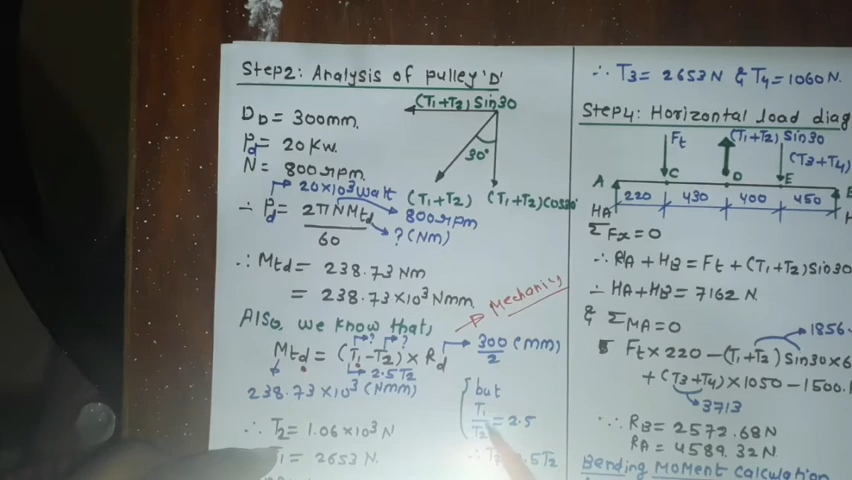 Step2: Analysis of pulley 'D'
(T1+T2) Sin30
DD = 300mm.
Pd = 20 Kw.
N = 800 rpm.
30°
20×10³ watt
(T1+T2)
(T1+T2)Cos30°
∴ Pd = 2πNMtd / 60
800rpm
? (Nm)
∴ Mtd = 238.73 Nm
= 238.73×10³ Nmm
Also, we know that,
Mechanis
? ?
Mtd = (T1-T2) × Rd
300/2 (mm)
2.5T2
238.73×10³ (Nmm)
but
T1/T2 = 2.5
∴ T2 = 1.06×10³ N
T1 = 2653 N.
.5T2
∴ T3 = 2653 N & T4 = 1060 N.
Step4: Horizontal load diag
Ft
(T1+T2) Sin30
(T3+T4)
A C D E B
220 430 400 450
HA
ΣFx = 0
∴ RA + HB = Ft + (T1+T2) Sin30
∴ HA+HB = 7162 N.
& ΣMA = 0
1856.
Ft × 220 - (T1+T2) Sin30×6
+ (T3+T4) × 1050 - 1500.
3713
∴ RB = 2572.68 N
RA = 4589.32 N.
Bending Moment Calculation